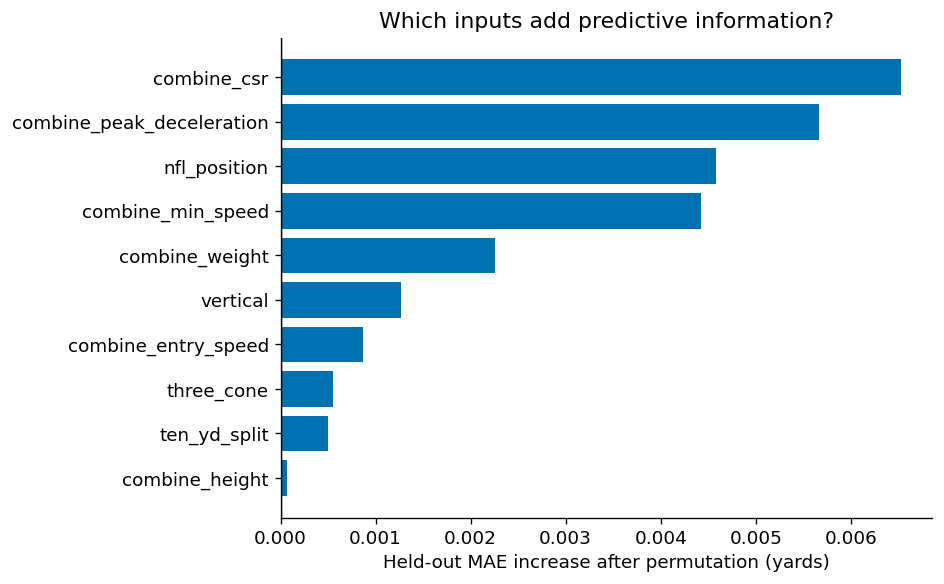 Which inputs add predictive information?
combine_csr
combine_peak_deceleration
nfl_position
combine_min_speed
combine_weight
vertical
combine_entry_speed
three_cone
ten_yd_split
combine_height
0.000 0.001 0.002 0.003 0.004 0.005 0.006
Held-out MAE increase after permutation (yards)